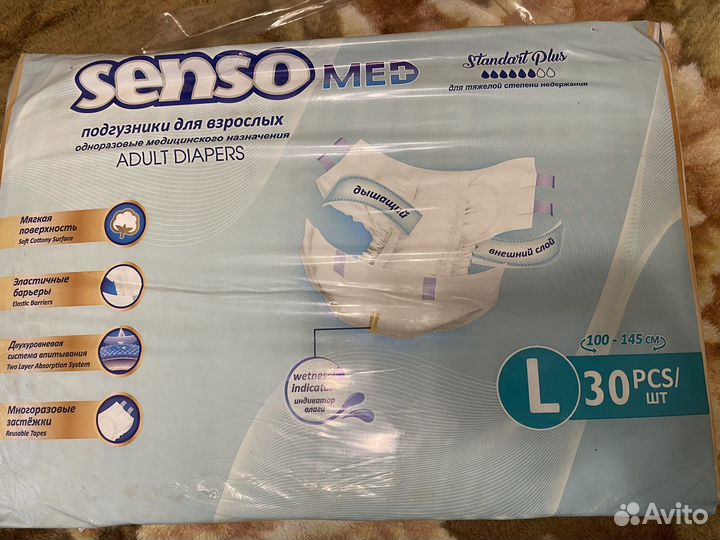 senso MED
Standart Plus
для тяжелой степени недержания
подгузники для взрослых
одноразовые медицинского назначения
ADULT DIAPERS
дышащий
внешний слой
Мягкая
поверхность
Soft Cottony Surface
Эластичные
барьеры
Elastic Barriers
Двухуровневая
система впитывания
Two Layer Absorption System
Многоразовые
застёжки
Reusable Tapes
wetness
indicator
индикатор
влаги
100 - 145 см
L 30 PCS/
ШТ
Avito